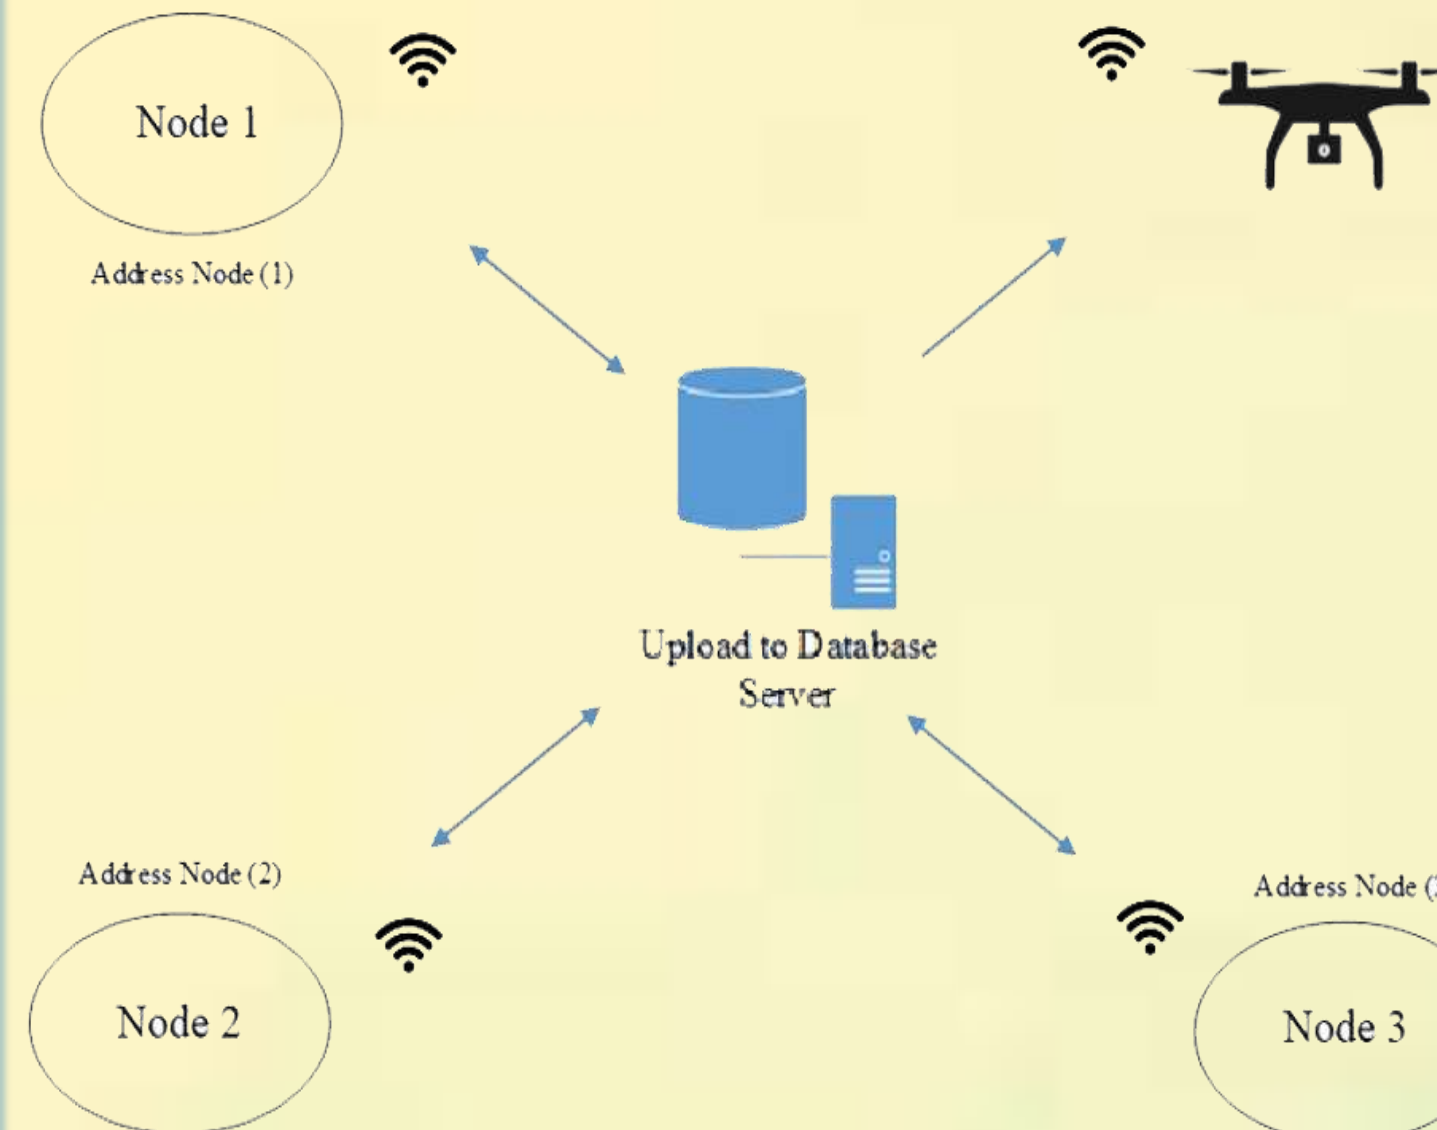 Node 1
Address Node (1)
Upload to Database
Server
Address Node (2)
Address Node (
Node 2
Node 3